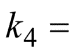 k₄ =